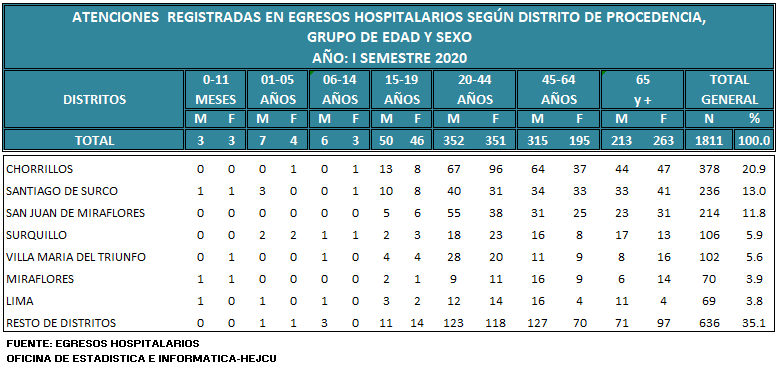 ATENCIONES REGISTRADAS EN EGRESOS HOSPITALARIOS SEGÚN DISTRITO DE PROCEDENCIA,
GRUPO DE EDAD Y SEXO
AÑO: I SEMESTRE 2020
DISTRITOS 0-11 MESES 01-05 AÑOS 06-14 AÑOS 15-19 AÑOS 20-44 AÑOS 45-64 AÑOS 65 y + TOTAL GENERAL
M F M F M F M F M F M F M F N %
TOTAL 3 3 7 4 6 3 50 46 352 351 315 195 213 263 1811 100.0
CHORRILLOS 0 0 0 1 0 1 13 8 67 96 64 37 44 47 378 20.9
SANTIAGO DE SURCO 1 1 3 0 0 1 10 8 40 31 34 33 33 41 236 13.0
SAN JUAN DE MIRAFLORES 0 0 0 0 0 0 5 6 55 38 31 25 23 31 214 11.8
SURQUILLO 0 0 2 2 1 1 2 3 18 23 16 8 17 13 106 5.9
VILLA MARIA DEL TRIUNFO 0 1 0 0 1 0 4 4 28 20 11 9 8 16 102 5.6
MIRAFLORES 1 1 0 0 0 0 2 1 9 11 16 9 6 14 70 3.9
LIMA 1 0 1 0 1 0 3 2 12 14 16 4 11 4 69 3.8
RESTO DE DISTRITOS 0 0 1 1 3 0 11 14 123 118 127 70 71 97 636 35.1
FUENTE: EGRESOS HOSPITALARIOS
OFICINA DE ESTADISTICA E INFORMATICA-HEJCU